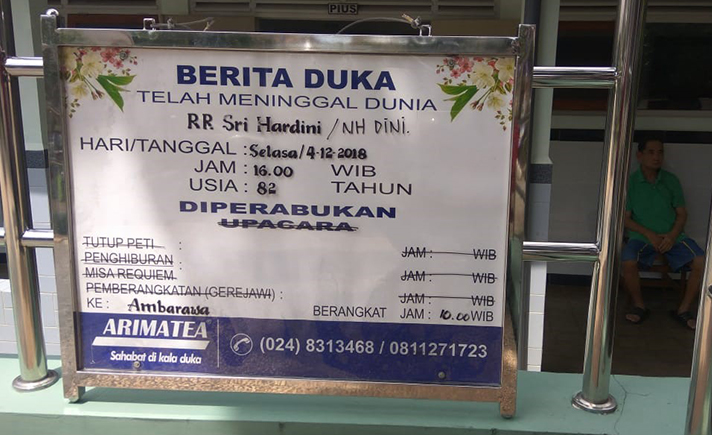 PIUS
BERITA DUKA
TELAH MENINGGAL DUNIA
RR Sri Hardini / NH DINI.
HARI/TANGGAL : Selasa/4-12-2018
JAM : 16.00 WIB
USIA : 82 TAHUN
DIPERABUKAN
UPACARA
TUTUP PETI : JAM : WIB
PENGHIBURAN :
MISA REQUIEM JAM : WIB
PEMBERANGKATAN (GEREJAWI) : JAM : WIB
KE : Ambarawa BERANGKAT JAM : 10.00 WIB
ARIMATEA
Sahabat di kala duka
(024) 8313468 / 0811271723